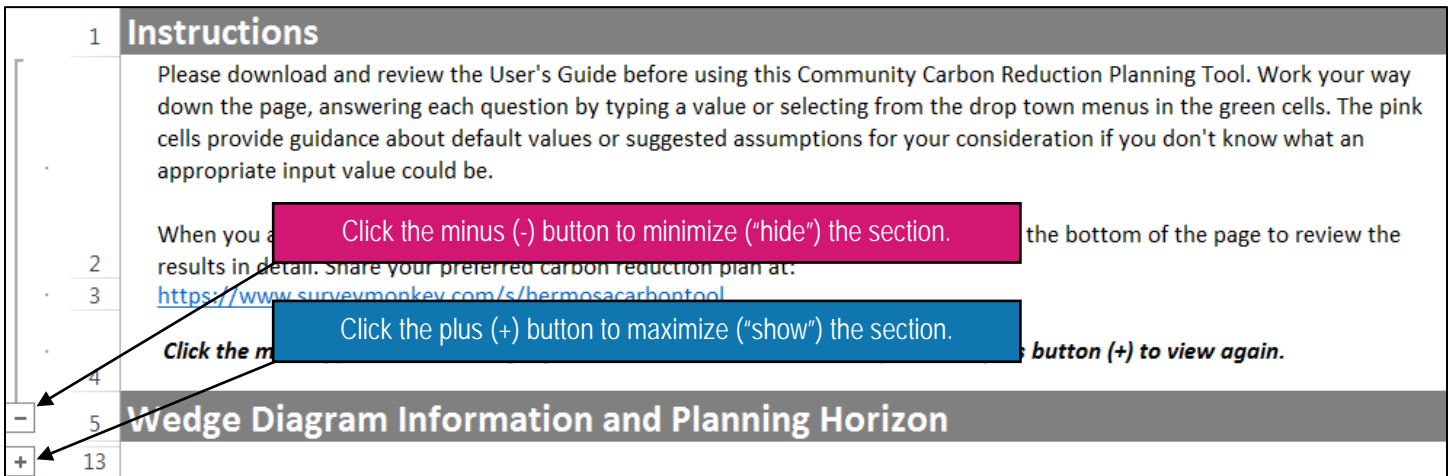 1 Instructions
Please download and review the User's Guide before using this Community Carbon Reduction Planning Tool. Work your way
down the page, answering each question by typing a value or selecting from the drop town menus in the green cells. The pink
cells provide guidance about default values or suggested assumptions for your consideration if you don't know what an
appropriate input value could be.
When you a
Click the minus (-) button to minimize ("hide") the section.
the bottom of the page to review the
2 results in detail. Share your preferred carbon reduction plan at:
3 https://www.surveymonkey.com/s/hermosacarbontool
Click the plus (+) button to maximize ("show") the section.
Click the m
button (+) to view again.
4
- 5 Wedge Diagram Information and Planning Horizon
+ 13